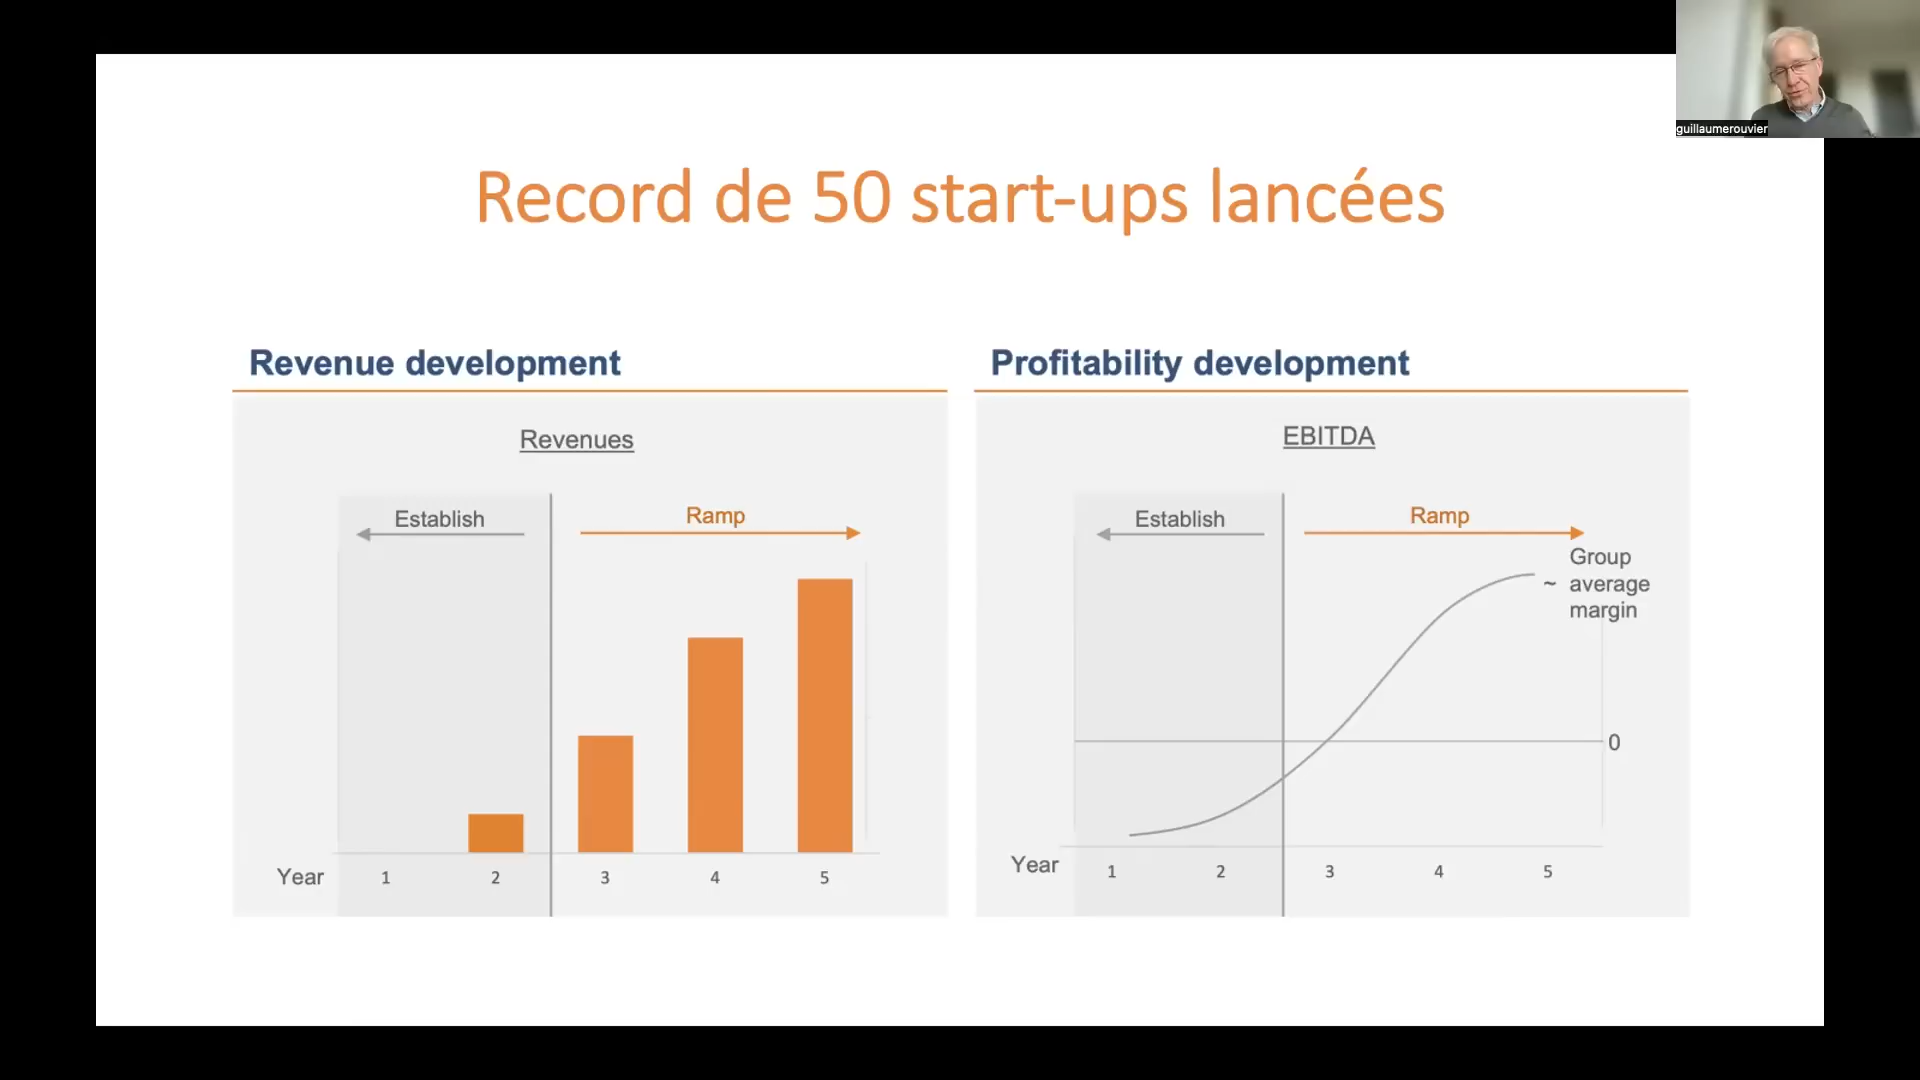 guillaumerouvier
Record de 50 start-ups lancées
Revenue development
Revenues
Establish
Ramp
Year
1
2
3
4
5
Profitability development
EBITDA
Establish
Ramp
Group
~ average
margin
0
Year
1
2
3
4
5